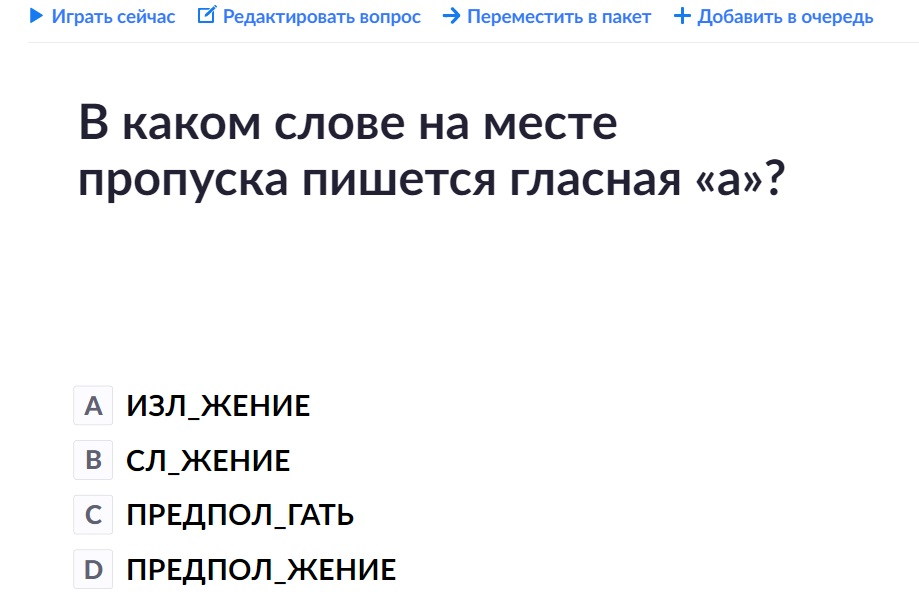 Играть сейчас Редактировать вопрос Переместить в пакет Добавить в очередь
В каком слове на месте
пропуска пишется гласная «а»?
A ИЗЛ_ЖЕНИЕ
B СЛ_ЖЕНИЕ
C ПРЕДПОЛ_ГАТЬ
D ПРЕДПОЛ_ЖЕНИЕ